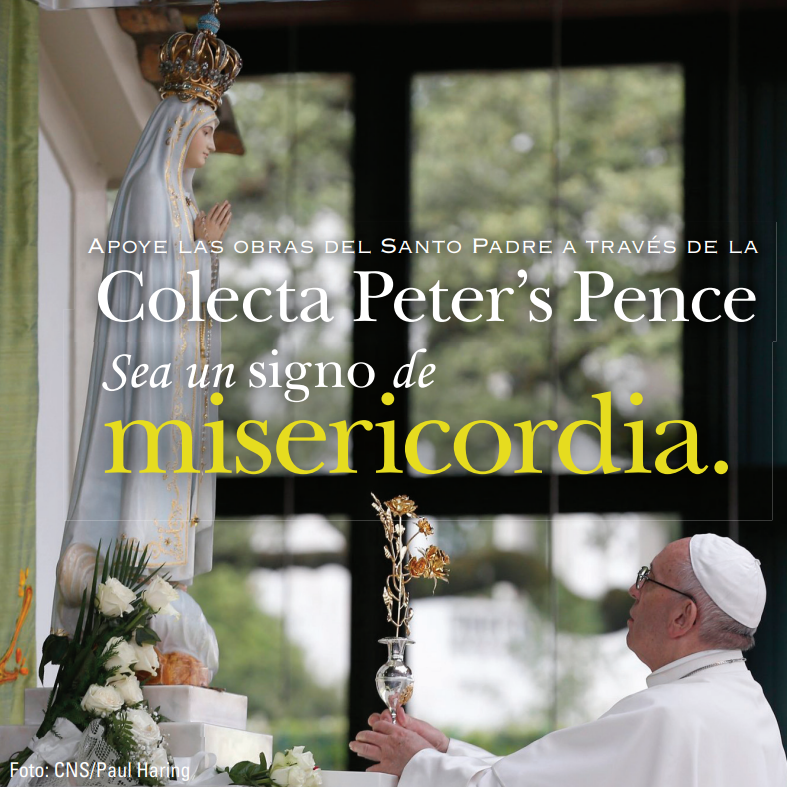 Apoye las obras del Santo Padre a través de la
Colecta Peter's Pence
Sea un signo de
misericordia.
Foto: CNS/Paul Haring